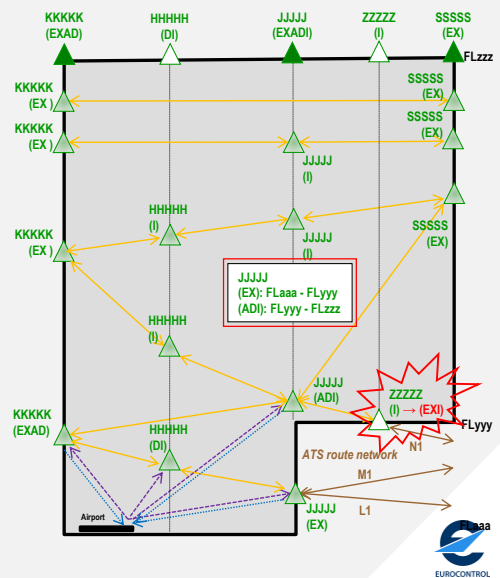 KKKKK
(EXAD)
HHHHH
(DI)
JJJJJ
(EXADI)
ZZZZZ
(I)
SSSSS
(EX)
FLzzz
KKKKK
(EX )
SSSSS
(EX)
KKKKK
(EX )
SSSSS
(EX)
JJJJJ
(I)
HHHHH
(I)
KKKKK
(EX )
JJJJJ
(I)
SSSSS
(EX)
JJJJJ
(EX): FLaaa - FLyyy
(ADI): FLyyy - FLzzz
HHHHH
(I)
JJJJJ
(ADI)
ZZZZZ
(I) → (EXI)
KKKKK
(EXAD)
HHHHH
(DI)
FLyyy
N1
ATS route network
M1
JJJJJ
(EX)
L1
Airport
FLaaa
EUROCONTROL